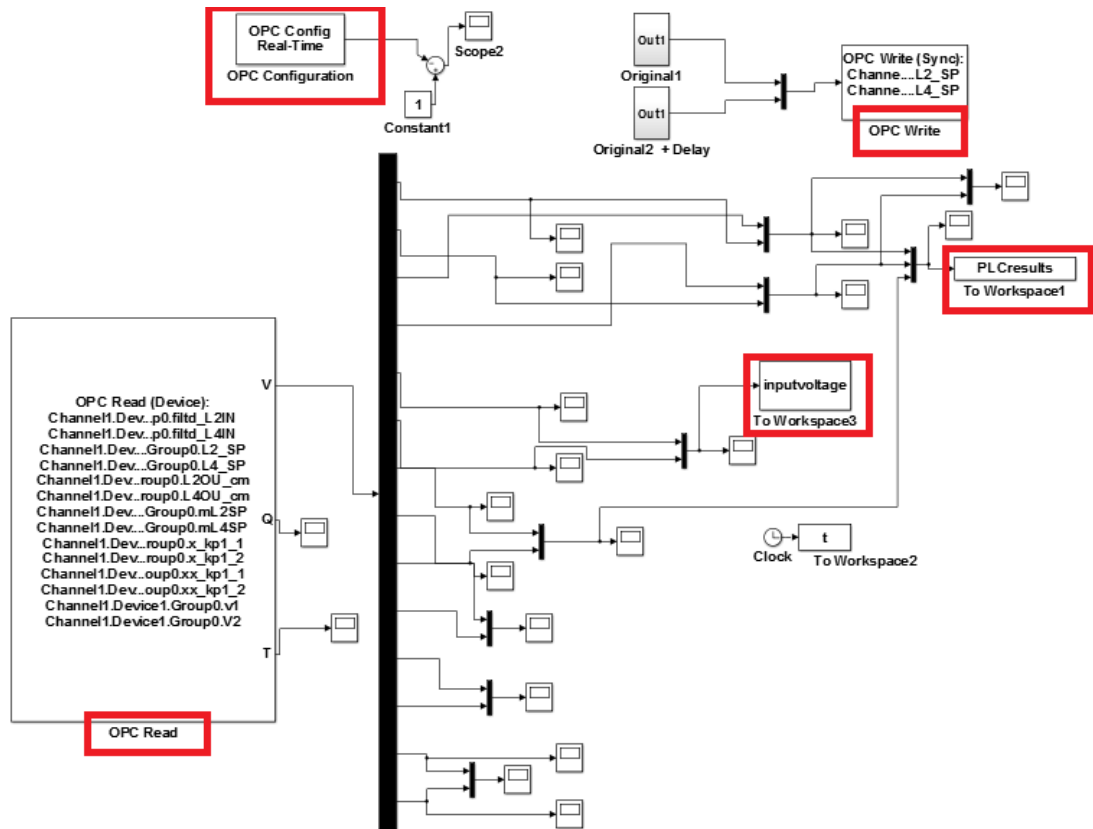 OPC Config
Real-Time
OPC Configuration
Scope2
1
Constant1
Out1
Original1
Out1
Original2 + Delay
OPC Write (Sync):
Channe....L2_SP
Channe....L4_SP
OPC Write
PLCresults
To Workspace1
inputvoltage
To Workspace3
Clock
t
To Workspace2
V
Q
T
OPC Read (Device):
Channel1.Dev...p0.filtd_L2IN
Channel1.Dev...p0.filtd_L4IN
Channel1.Dev...Group0.L2_SP
Channel1.Dev...Group0.L4_SP
Channel1.Dev...roup0.L2OU_cm
Channel1.Dev...roup0.L4OU_cm
Channel1.Dev...Group0.mL2SP
Channel1.Dev...Group0.mL4SP
Channel1.Dev...roup0.x_kp1_1
Channel1.Dev...roup0.x_kp1_2
Channel1.Dev...oup0.xx_kp1_1
Channel1.Dev...oup0.xx_kp1_2
Channel1.Device1.Group0.v1
Channel1.Device1.Group0.V2
OPC Read